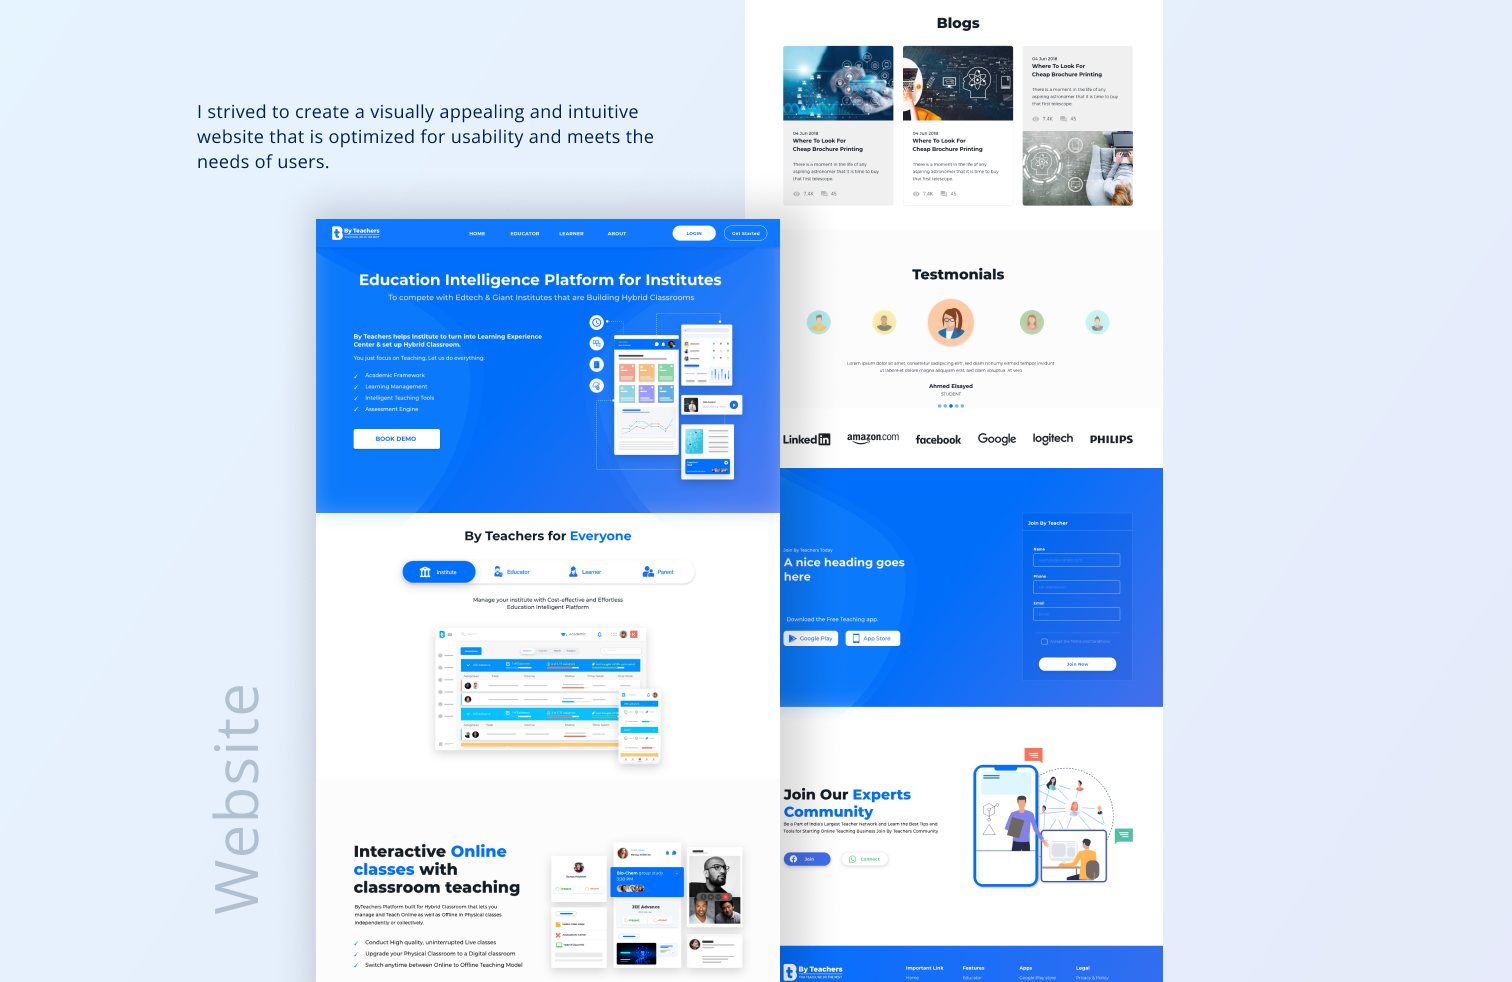 I strived to create a visually appealing and intuitive
website that is optimized for usability and meets the
needs of users.
Website
By Teachers
HOME
EDUCATOR
LEARNER
ABOUT
LOGIN
Get Started
Education Intelligence Platform for Institutes
To compete with Edtech & Giant Institutes that are Building Hybrid Classrooms
By Teachers helps Institute to turn into Learning Experience
Center & set up Hybrid Classroom.
You just focus on Teaching, Let us do everything.
✓ Academic Framework
✓ Learning Management
✓ Intelligent Teaching Tools
✓ Assessment Engine
BOOK DEMO
By Teachers for Everyone
Institute
Educator
Learner
Parent
Manage your institute with Cost-effective and Effortless
Education Intelligent Platform
Interactive Online
classes with
classroom teaching
ByTeachers Platform built for Hybrid Classroom that lets you
manage and Teach Online as well as Offline in Physical classes
Independently or collectively.
✓ Conduct High quality, uninterrupted Live classes
✓ Upgrade your Physical Classroom to a Digital classroom
✓ Switch anytime between Online to Offline Teaching Model
Bio-Chem group study
3:30 PM
JEE Advance
Blogs
04 Jun 2018
Where To Look For
Cheap Brochure Printing
There is a moment in the life of any
aspiring astronomer that it is time to buy
that first telescope.
7.4K
45
04 Jun 2018
Where To Look For
Cheap Brochure Printing
There is a moment in the life of any
aspiring astronomer that it is time to buy
that first telescope.
7.4K
45
04 Jun 2018
Where To Look For
Cheap Brochure Printing
There is a moment in the life of any
aspiring astronomer that it is time to buy
that first telescope.
7.4K
45
Testmonials
Lorem ipsum dolor sit amet, consetetur sadipscing elitr, sed diam nonumy eirmod tempor invidunt
ut labore et dolore magna aliquyam erat, sed diam voluptua. At vero
Ahmed Elsayed
STUDENT
Linkedin
amazon.com
facebook
Google
logitech
PHILIPS
Join By Teachers Today
A nice heading goes
here
Download the Free Teaching app.
Google Play
App Store
Join By Teacher
Name
Phone
Email
Join Now
Join Our Experts
Community
Be a Part of India's Largest Teacher Network and Learn the Best Tips and
Tools for Starting Online Teaching Business Join By Teachers Community
Join
Connect
By Teachers
Important Link
Home
Features
Educator
Apps
Google Play store
Legal
Privacy & Policy